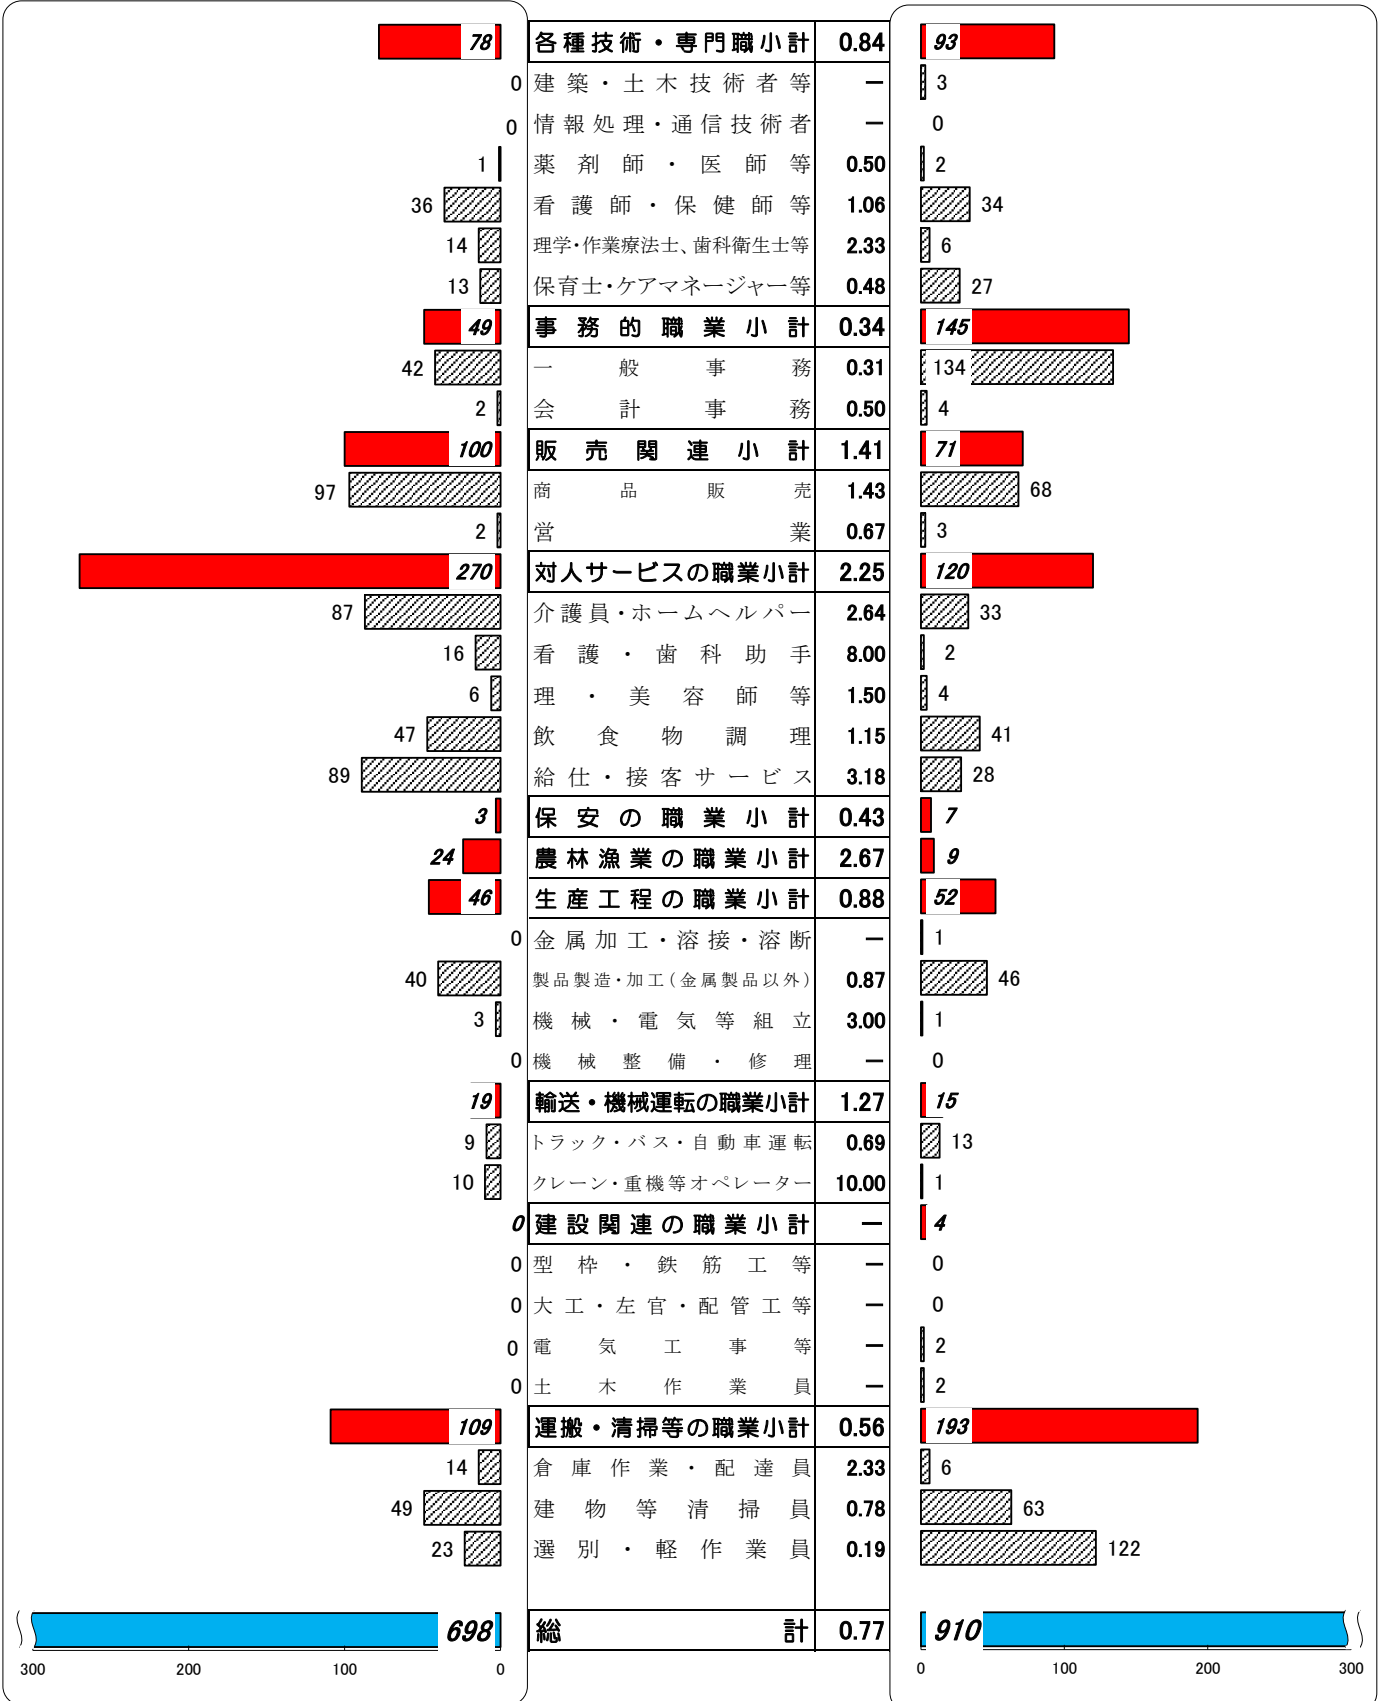 78 各種技術・専門職小計 0.84 93
0 建築・土木技術者等 － 3
0 情報処理・通信技術者 － 0
1 薬剤師・医師等 0.50 2
36 看護師・保健師等 1.06 34
14 理学・作業療法士、歯科衛生士等 2.33 6
13 保育士・ケアマネージャー等 0.48 27
49 事務的職業小計 0.34 145
42 一般事務 0.31 134
2 会計事務 0.50 4
100 販売関連小計 1.41 71
97 商品販売 1.43 68
2 営業 0.67 3
270 対人サービスの職業小計 2.25 120
87 介護員・ホームヘルパー 2.64 33
16 看護・歯科助手 8.00 2
6 理・美容師等 1.50 4
47 飲食物調理 1.15 41
89 給仕・接客サービス 3.18 28
3 保安の職業小計 0.43 7
24 農林漁業の職業小計 2.67 9
46 生産工程の職業小計 0.88 52
0 金属加工・溶接・溶断 － 1
40 製品製造・加工(金属製品以外) 0.87 46
3 機械・電気等組立 3.00 1
0 機械整備・修理 － 0
19 輸送・機械運転の職業小計 1.27 15
9 トラック・バス・自動車運転 0.69 13
10 クレーン・重機等オペレーター 10.00 1
0 建設関連の職業小計 － 4
0 型枠・鉄筋工等 － 0
0 大工・左官・配管工等 － 0
0 電気工事等 － 2
0 土木作業員 － 2
109 運搬・清掃等の職業小計 0.56 193
14 倉庫作業・配達員 2.33 6
49 建物等清掃員 0.78 63
23 選別・軽作業員 0.19 122
698 総計 0.77 910
300 200 100 0 0 100 200 300